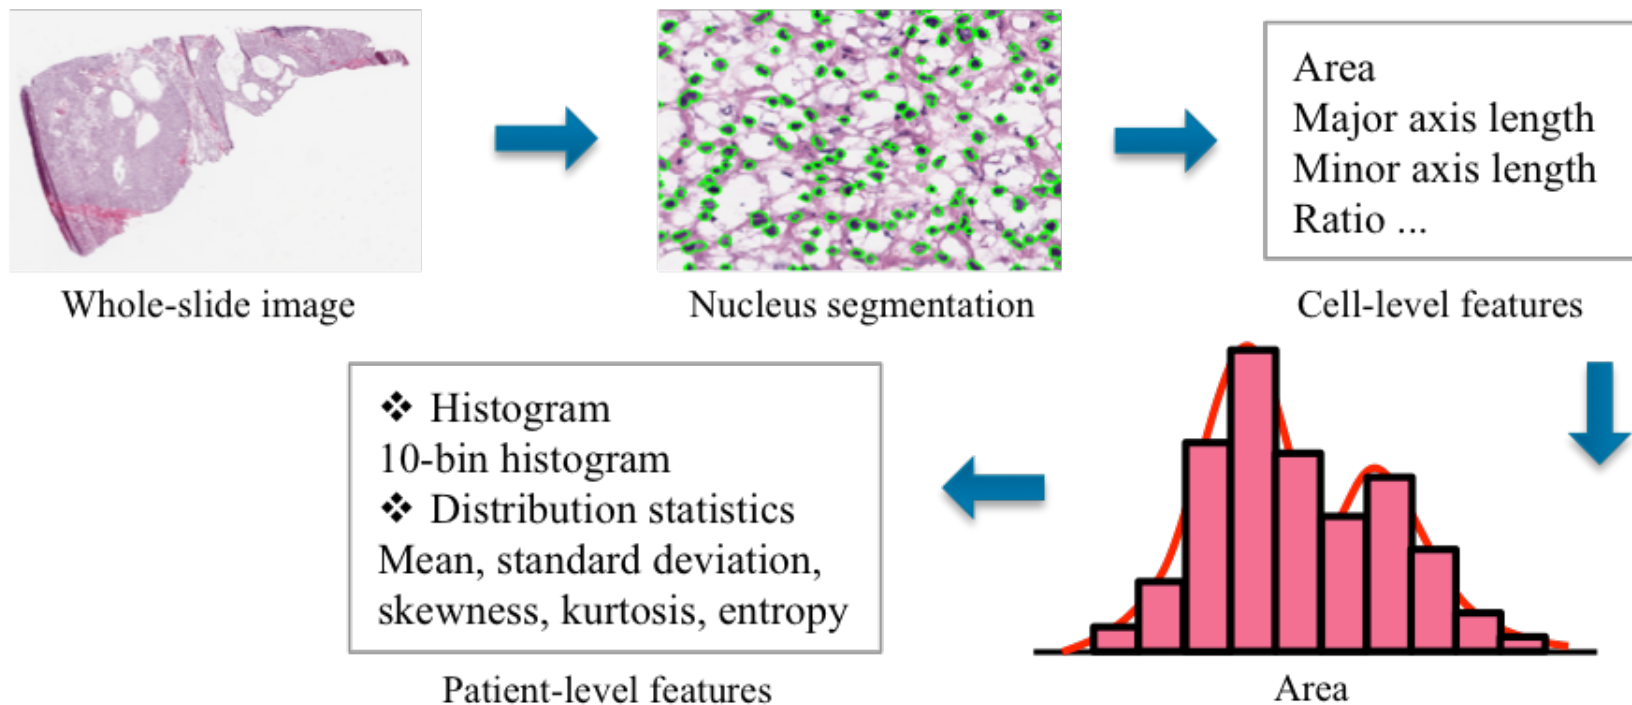 Area
Major axis length
Minor axis length
Ratio ...
Whole-slide image
Nucleus segmentation
Cell-level features
❖ Histogram
10-bin histogram
❖ Distribution statistics
Mean, standard deviation,
skewness, kurtosis, entropy
Patient-level features
Area